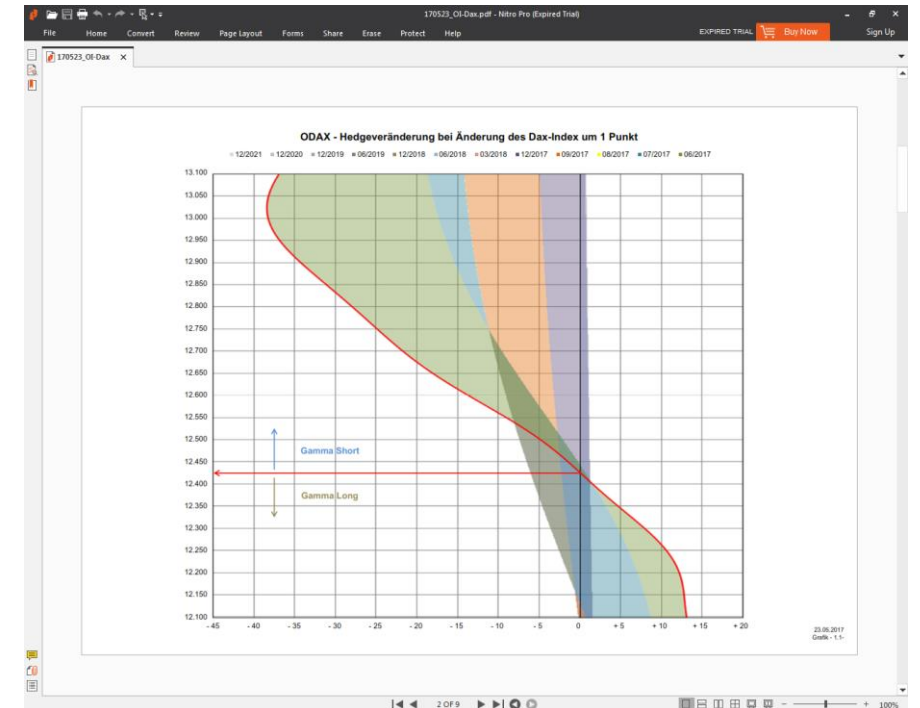 170523_OI-Dax.pdf - Nitro Pro (Expired Trial)
File Home Convert Review Page Layout Forms Share Erase Protect Help EXPIRED TRIAL Buy Now Sign Up
170523_OI-Dax
ODAX - Hedgeveränderung bei Änderung des Dax-Index um 1 Punkt
12/2021 12/2020 12/2019 06/2019 12/2018 06/2018 03/2018 12/2017 09/2017 08/2017 07/2017 06/2017
13.100
13.050
13.000
12.950
12.900
12.850
12.800
12.750
12.700
12.650
12.600
12.550
12.500
Gamma Short
12.450
12.400
Gamma Long
12.350
12.300
12.250
12.200
12.150
12.100
- 45 - 40 - 35 - 30 - 25 - 20 - 15 - 10 - 5 0 + 5 + 10 + 15 + 20
23.05.2017
Grafik - 1.1-
2 OF 9
100%